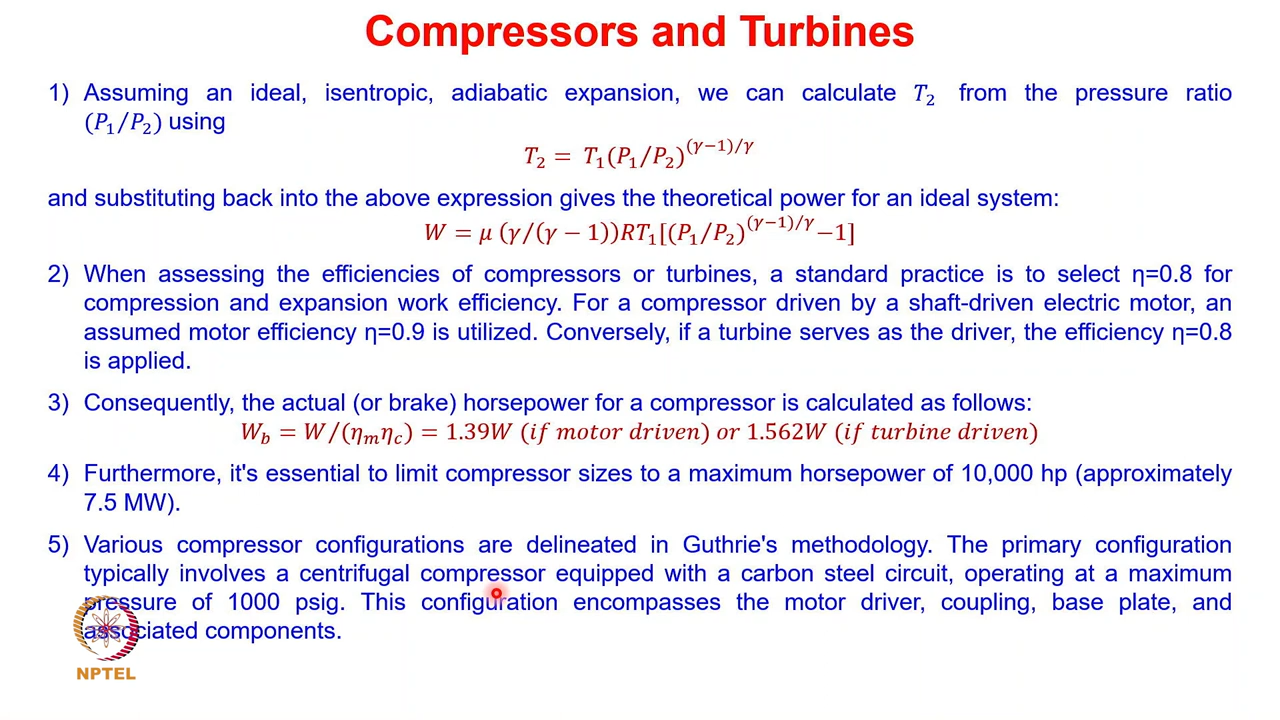 Compressors and Turbines
1) Assuming an ideal, isentropic, adiabatic expansion, we can calculate T₂ from the pressure ratio
(P₁/P₂) using
T₂ = T₁(P₁/P₂)^(γ−1)/γ
and substituting back into the above expression gives the theoretical power for an ideal system:
W = μ (γ/(γ − 1))RT₁[(P₁/P₂)^(γ−1)/γ −1]
2) When assessing the efficiencies of compressors or turbines, a standard practice is to select η=0.8 for
compression and expansion work efficiency. For a compressor driven by a shaft-driven electric motor, an
assumed motor efficiency η=0.9 is utilized. Conversely, if a turbine serves as the driver, the efficiency η=0.8
is applied.
3) Consequently, the actual (or brake) horsepower for a compressor is calculated as follows:
W_b = W/(η_m η_c) = 1.39W (if motor driven) or 1.562W (if turbine driven)
4) Furthermore, it's essential to limit compressor sizes to a maximum horsepower of 10,000 hp (approximately
7.5 MW).
5) Various compressor configurations are delineated in Guthrie's methodology. The primary configuration
typically involves a centrifugal compressor equipped with a carbon steel circuit, operating at a maximum
pressure of 1000 psig. This configuration encompasses the motor driver, coupling, base plate, and
associated components.
NPTEL